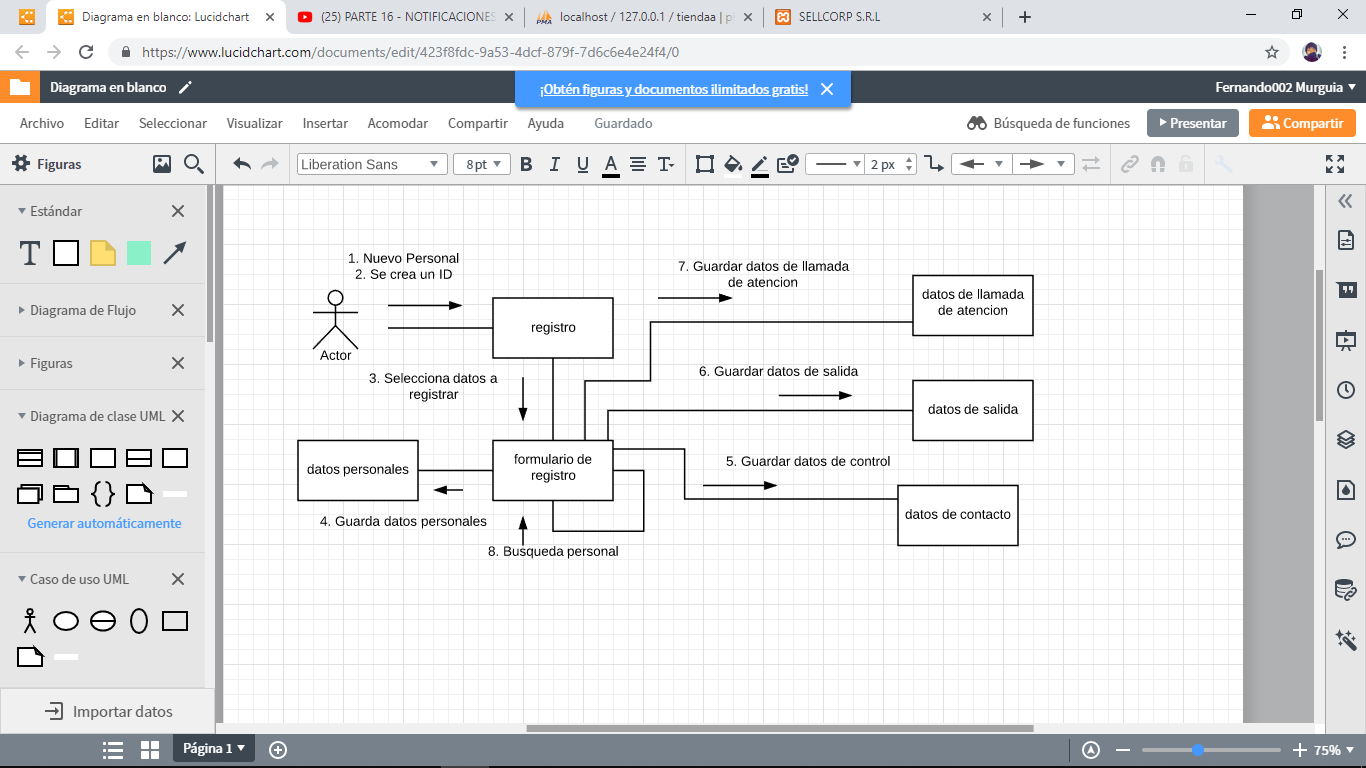 Diagrama en blanco: Lucidchart
(25) PARTE 16 - NOTIFICACIONES
localhost / 127.0.0.1 / tiendaa | pl
SELLCORP S.R.L
https://www.lucidchart.com/documents/edit/423f8fdc-9a53-4dcf-879f-7d6c6e4e24f4/0
Diagrama en blanco
¡Obtén figuras y documentos ilimitados gratis!
Fernando002 Murguia
Archivo
Editar
Seleccionar
Visualizar
Insertar
Acomodar
Compartir
Ayuda
Guardado
Búsqueda de funciones
Presentar
Compartir
Figuras
Liberation Sans
8 pt
B
I
U
A
T
2 px
Estándar
T
Diagrama de Flujo
Figuras
Diagrama de clase UML
Generar automáticamente
Caso de uso UML
Importar datos
1. Nuevo Personal
2. Se crea un ID
Actor
registro
7. Guardar datos de llamada
de atencion
datos de llamada
de atencion
3. Selecciona datos a
registrar
6. Guardar datos de salida
datos de salida
datos personales
formulario de
registro
5. Guardar datos de control
datos de contacto
4. Guarda datos personales
8. Busqueda personal
Página 1
75%